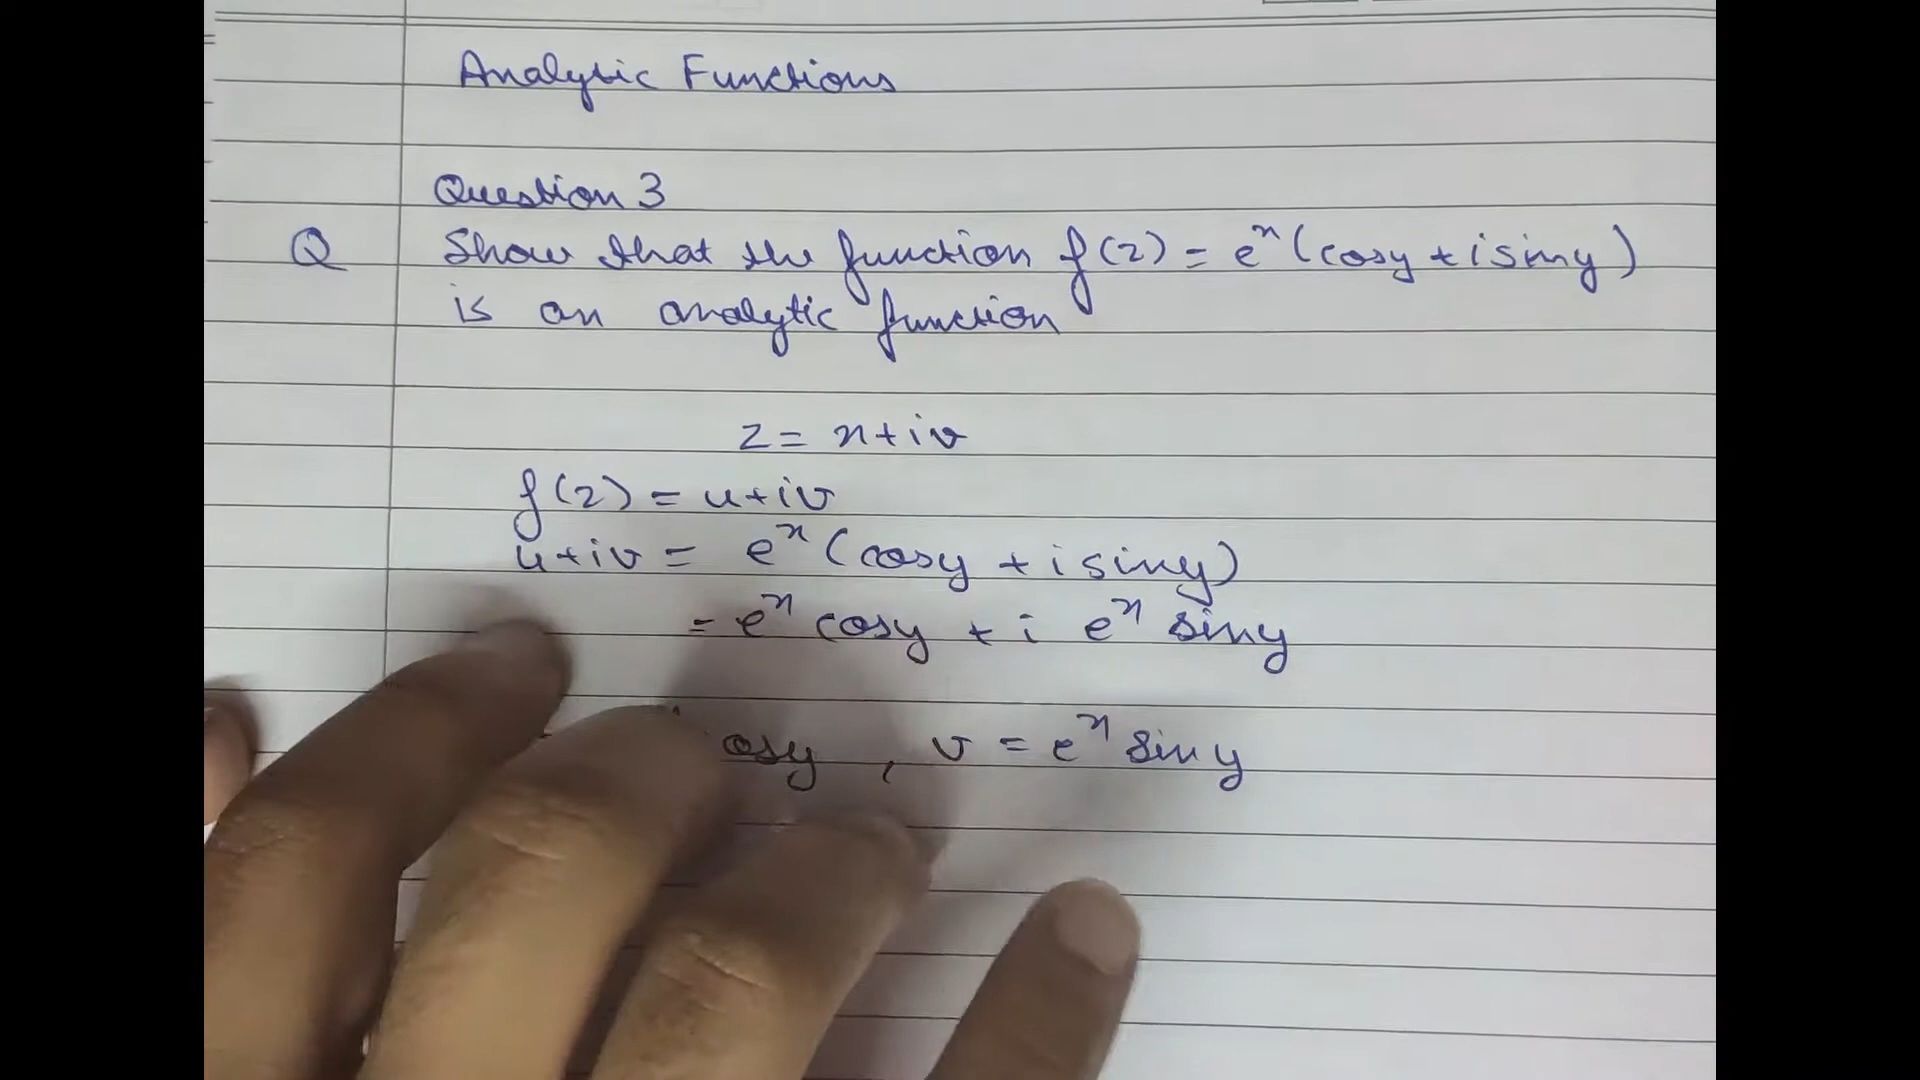 Analytic Functions
Question 3
Q Show that the function f(z) = eˣ(cosy + i siny)
is an analytic function
z = x+iv
f(z) = u+iv
u+iv = eˣ(cosy + i siny)
= eˣ cosy + i eˣ siny
osy , v = eˣ siny